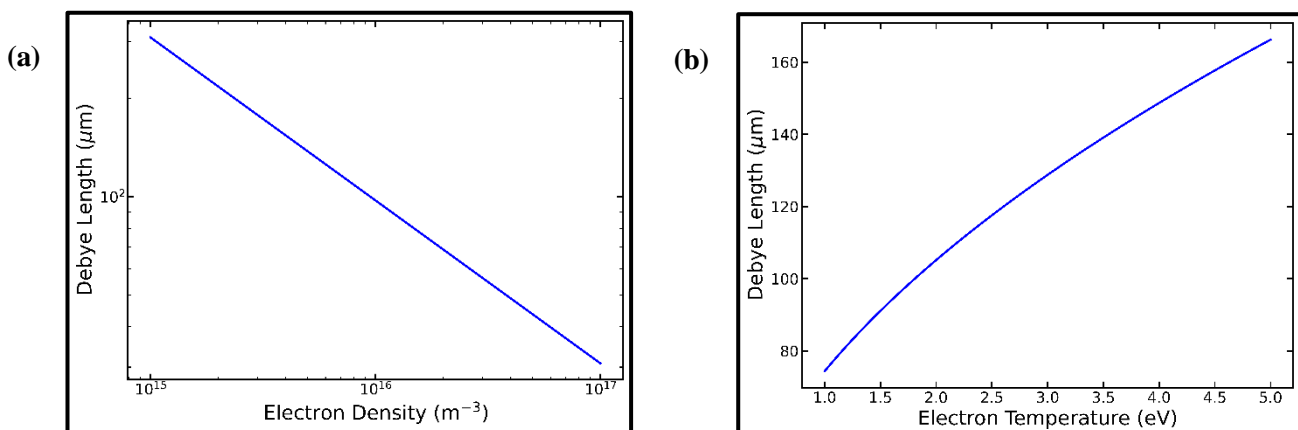 (a)
Debye Length (μm)
10²
10¹⁵
10¹⁶
10¹⁷
Electron Density (m⁻³)
(b)
Debye Length (μm)
160
140
120
100
80
1.0 1.5 2.0 2.5 3.0 3.5 4.0 4.5 5.0
Electron Temperature (eV)